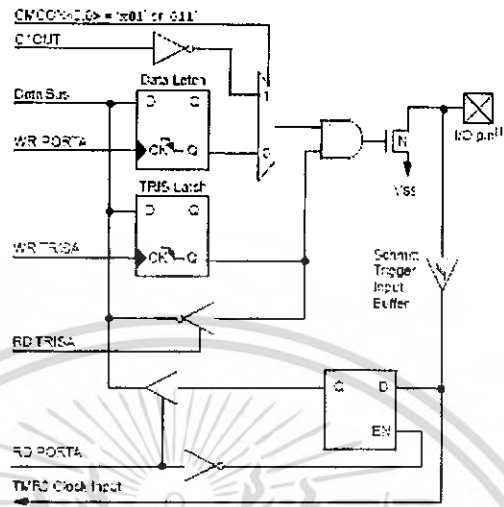 C1OUT
Data Bus
Data Latch
D Q
WR PORTA
CK Q
1
0
N
I/O pin(1)
VSS
TRIS Latch
D Q
WR TRISA
CK Q
Schmitt
Trigger
Input
Buffer
RD TRISA
Q D
EN
RD PORTA
TMR0 Clock Input